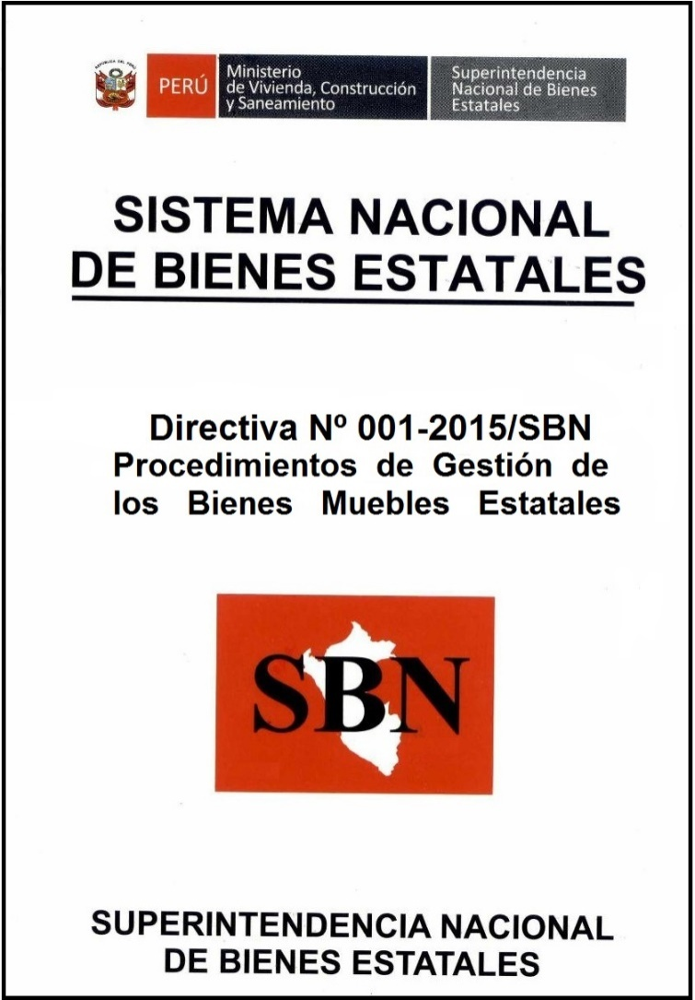 PERÚ
Ministerio
de Vivienda, Construcción
y Saneamiento
Superintendencia
Nacional de Bienes
Estatales
SISTEMA NACIONAL
DE BIENES ESTATALES
Directiva Nº 001-2015/SBN
Procedimientos de Gestión de
los Bienes Muebles Estatales
SBN
SUPERINTENDENCIA NACIONAL
DE BIENES ESTATALES